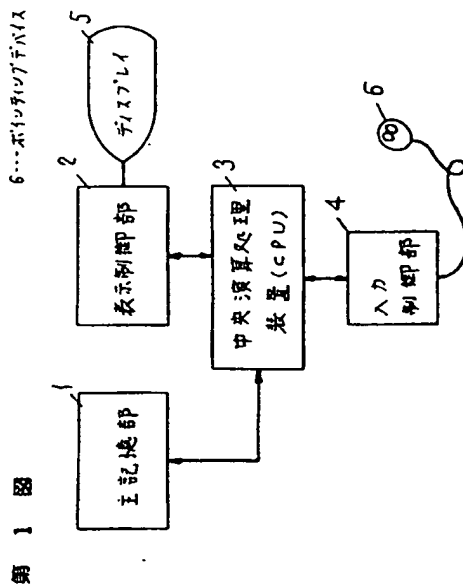 第1図
6…ポインティングデバイス
1
主記憶部
2
表示制御部
5
ディスプレイ
3
中央演算処理
装置(CPU)
4
入力
制御部
6